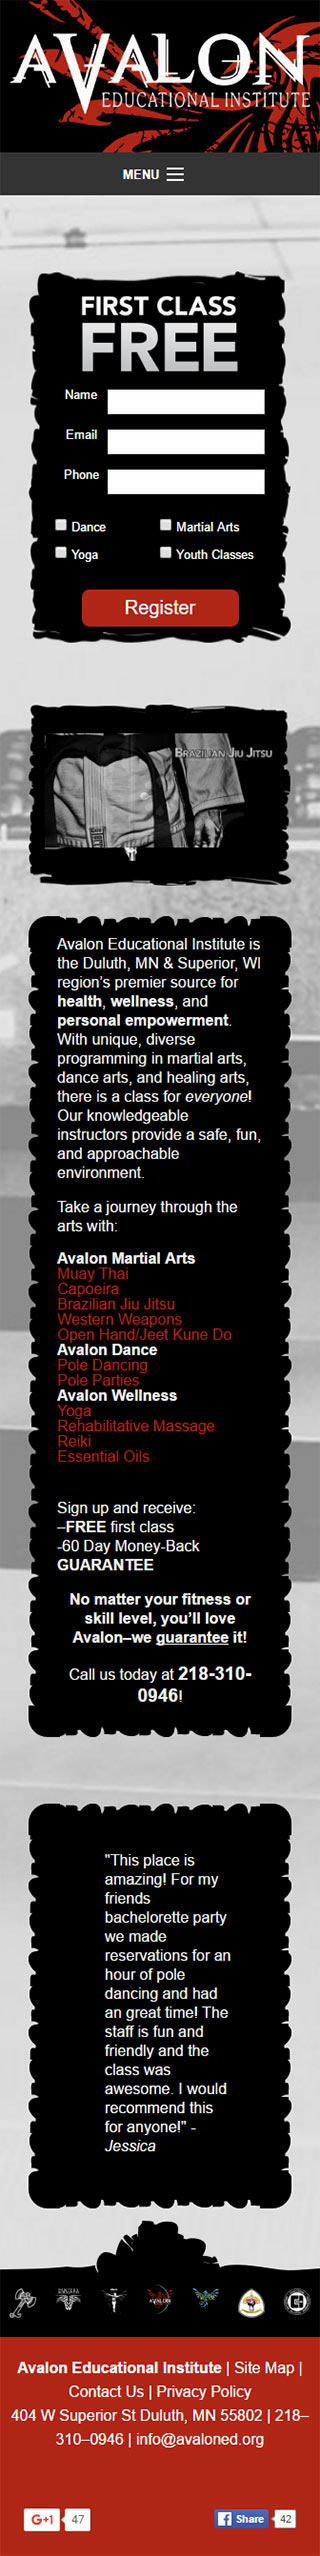 AVALON
EDUCATIONAL INSTITUTE
MENU
FIRST CLASS
FREE
Name
Email
Phone
Dance
Martial Arts
Yoga
Youth Classes
Register
BRAZILIAN JIU JITSU
Avalon Educational Institute is
the Duluth, MN & Superior, WI
region’s premier source for
health, wellness, and
personal empowerment.
With unique, diverse
programming in martial arts,
dance arts, and healing arts,
there is a class for everyone!
Our knowledgeable
instructors provide a safe, fun,
and approachable
environment.
Take a journey through the
arts with:
Avalon Martial Arts
Muay Thai
Capoeira
Brazilian Jiu Jitsu
Western Weapons
Open Hand/Jeet Kune Do
Avalon Dance
Pole Dancing
Pole Parties
Avalon Wellness
Yoga
Rehabilitative Massage
Reiki
Essential Oils
Sign up and receive:
–FREE first class
-60 Day Money-Back
GUARANTEE
No matter your fitness or
skill level, you’ll love
Avalon–we guarantee it!
Call us today at 218-310-
0946!
"This place is
amazing! For my
friends
bachelorette party
we made
reservations for an
hour of pole
dancing and had
an great time! The
staff is fun and
friendly and the
class was
awesome. I would
recommend this
for anyone!" -
Jessica
AVALON
Avalon Educational Institute | Site Map |
Contact Us | Privacy Policy
404 W Superior St Duluth, MN 55802 | 218–
310–0946 | info@avaloned.org
G+1 47
f Share 42